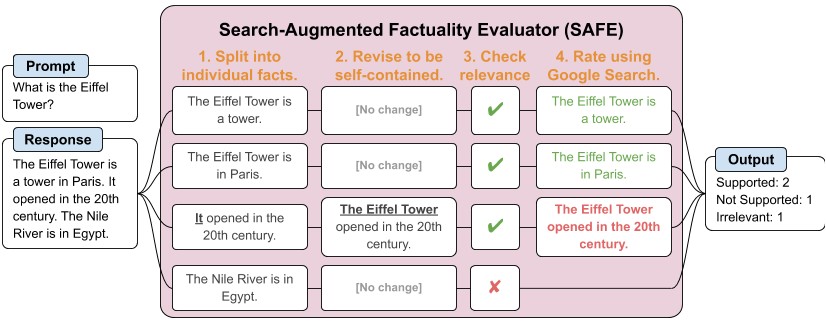 Search-Augmented Factuality Evaluator (SAFE)
Prompt
What is the Eiffel
Tower?
Response
The Eiffel Tower is
a tower in Paris. It
opened in the 20th
century. The Nile
River is in Egypt.
1. Split into
individual facts.
2. Revise to be
self-contained.
3. Check
relevance
4. Rate using
Google Search.
The Eiffel Tower is
a tower.
[No change]
✔
The Eiffel Tower is
a tower.
The Eiffel Tower is
in Paris.
[No change]
✔
The Eiffel Tower is
in Paris.
It opened in the
20th century.
The Eiffel Tower
opened in the 20th
century.
✔
The Eiffel Tower
opened in the 20th
century.
The Nile River is in
Egypt.
[No change]
✘
Output
Supported: 2
Not Supported: 1
Irrelevant: 1